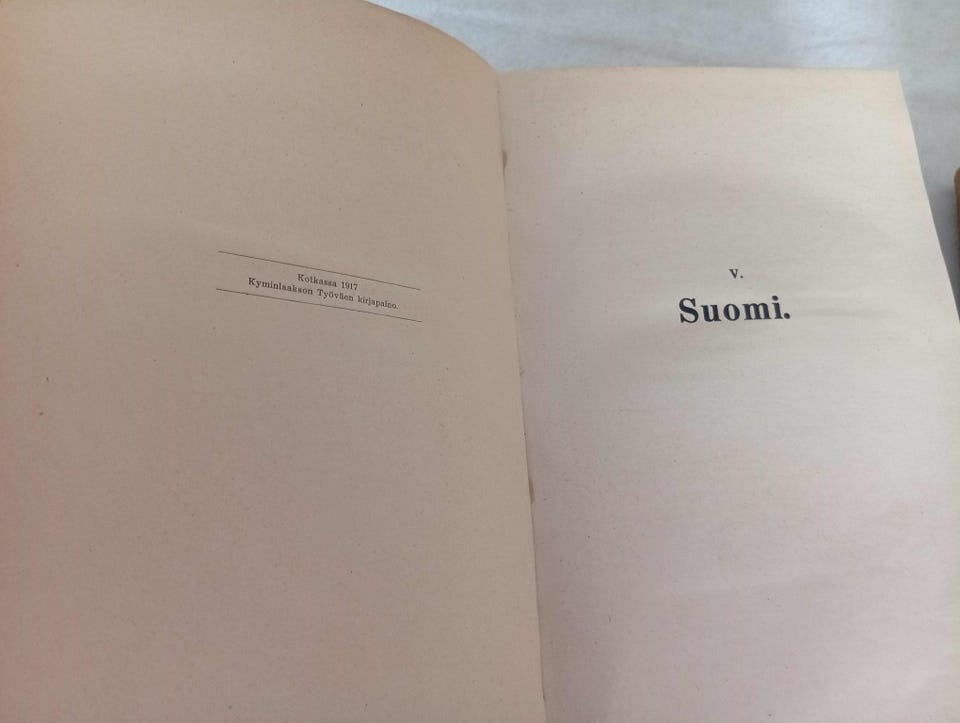 Kotkassa 1917
Kyminlaakson Työväen kirjapaino.
V.
Suomi.